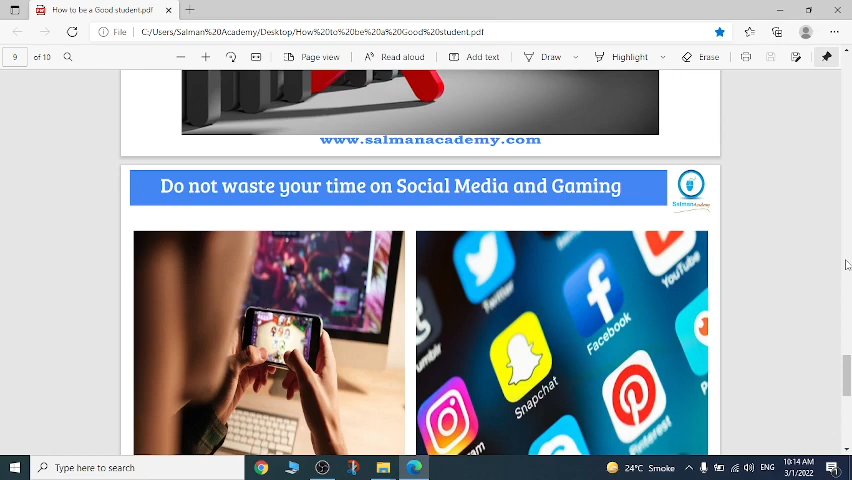 How to be a Good student.pdf
File
C:/Users/Salman%20Academy/Desktop/How%20to%20be%20a%20Good%20student.pdf
9 of 10
Page view
Read aloud
Add text
Draw
Highlight
Erase
www.salmanacademy.com
Do not waste your time on Social Media and Gaming
SalmanAcademy
Twitter
YouTube
Facebook
Snapchat
Pinterest
Type here to search
24°C Smoke
ENG
10:14 AM
3/1/2022
1